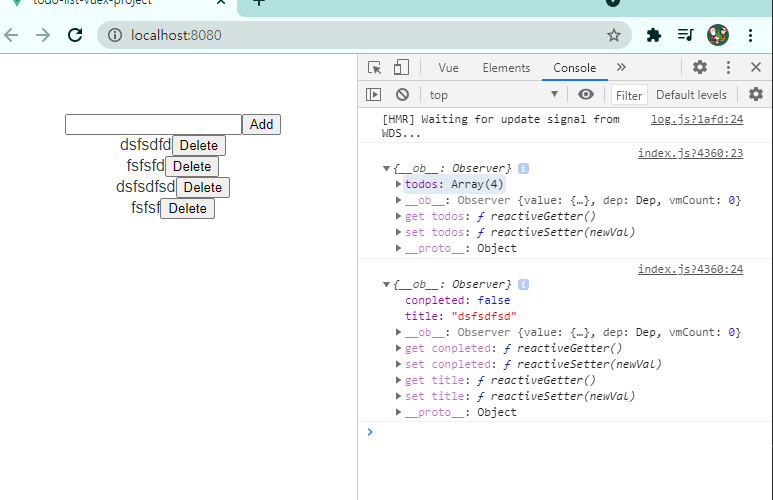 todo-list-vuex-project
localhost:8080
Vue Elements Console »
top Filter Default levels
Add
dsfsdfd Delete
fsfsfd Delete
dsfsdfsd Delete
fsfsf Delete
[HMR] Waiting for update signal from WDS... log.js?1afd:24
index.js?4360:23
{__ob__: Observer}
todos: Array(4)
__ob__: Observer {value: {…}, dep: Dep, vmCount: 0}
get todos: ƒ reactiveGetter()
set todos: ƒ reactiveSetter(newVal)
__proto__: Object
index.js?4360:24
{__ob__: Observer}
conpleted: false
title: "dsfsdfsd"
__ob__: Observer {value: {…}, dep: Dep, vmCount: 0}
get conpleted: ƒ reactiveGetter()
set conpleted: ƒ reactiveSetter(newVal)
get title: ƒ reactiveGetter()
set title: ƒ reactiveSetter(newVal)
__proto__: Object